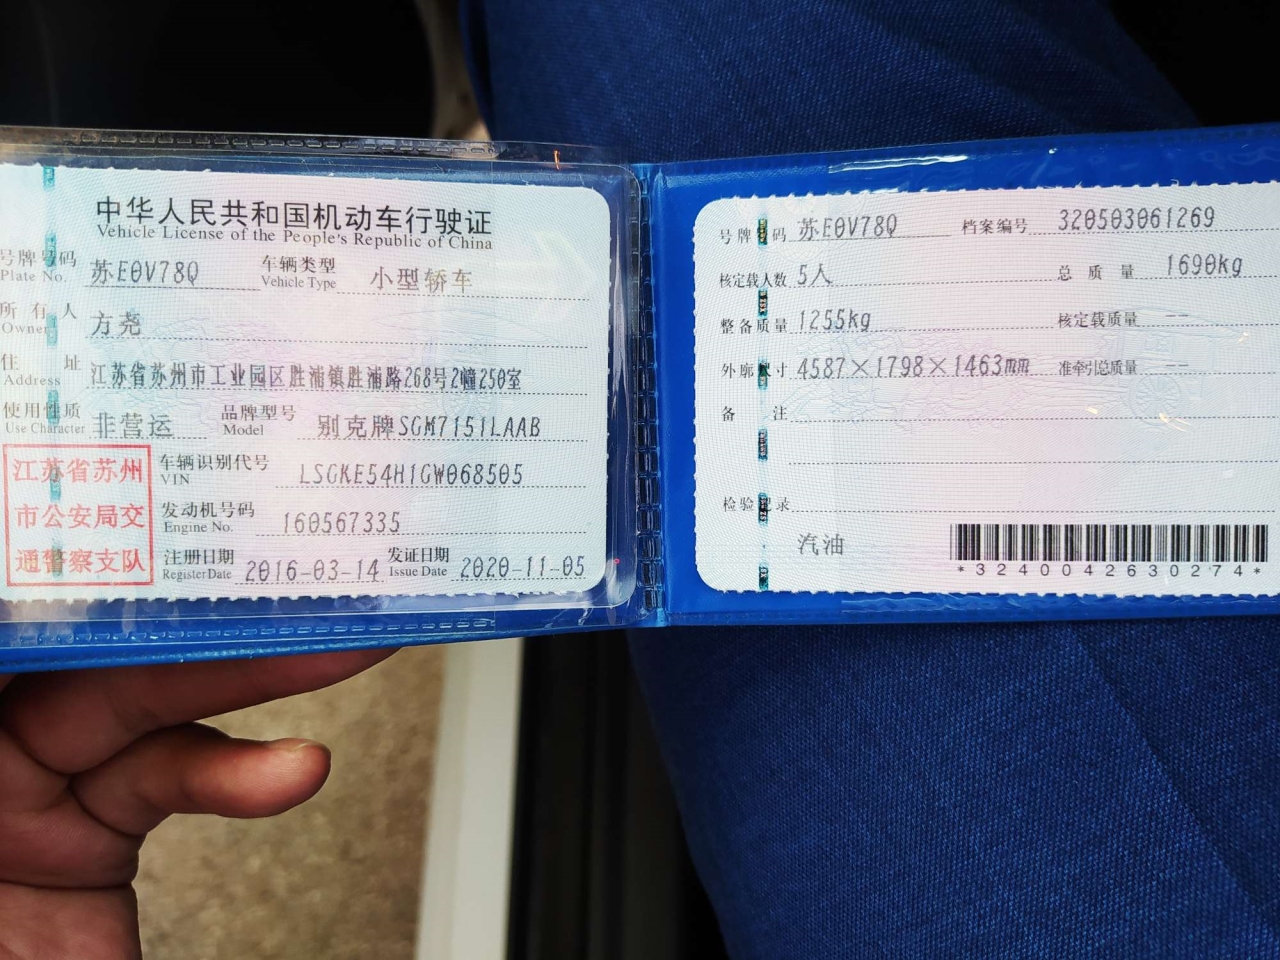 中华人民共和国机动车行驶证
Vehicle License of the People's Republic of China
号牌号码 苏E0V78Q 车辆类型 小型轿车
Plate No. Vehicle Type
所有人 方尧
Owner
住址 江苏省苏州市工业园区胜浦镇胜浦路268号2幢250室
Address
使用性质 非营运 品牌型号 别克牌SGM7151LAAB
Use Character Model
江苏省苏州
市公安局交
通警察支队
车辆识别代号 LSGKE54H1GW068505
VIN
发动机号码 160567335
Engine No.
注册日期 2016-03-14 发证日期 2020-11-05
Register Date Issue Date
号牌号码 苏E0V78Q 档案编号 320503061269
核定载人数 5人 总质量 1690kg
整备质量 1255kg 核定载质量 --
外廓尺寸 4587×1798×1463mm 准牵引总质量 --
备注
检验记录
汽油
*3240042630274*